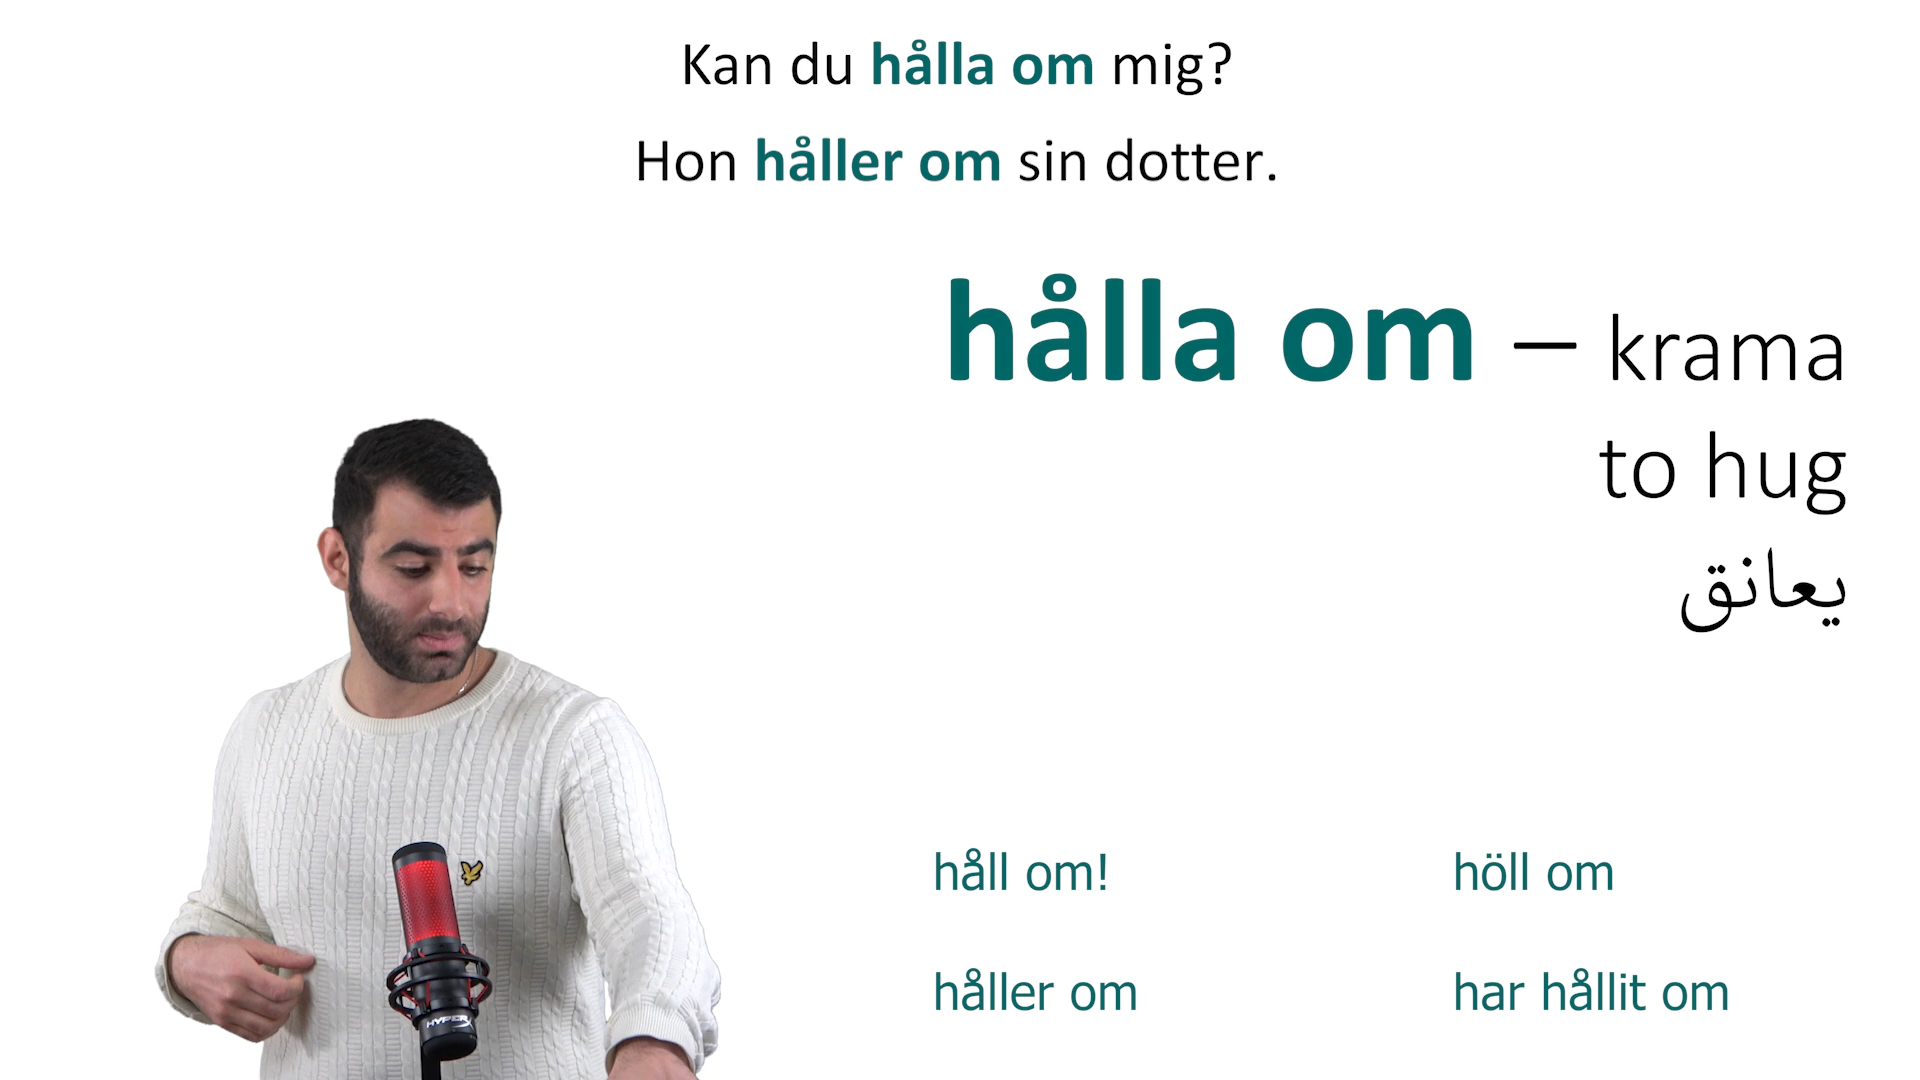 Kan du hålla om mig?
Hon håller om sin dotter.
hålla om – krama
to hug
يعانق
håll om!
höll om
håller om
har hållit om
HYPERX